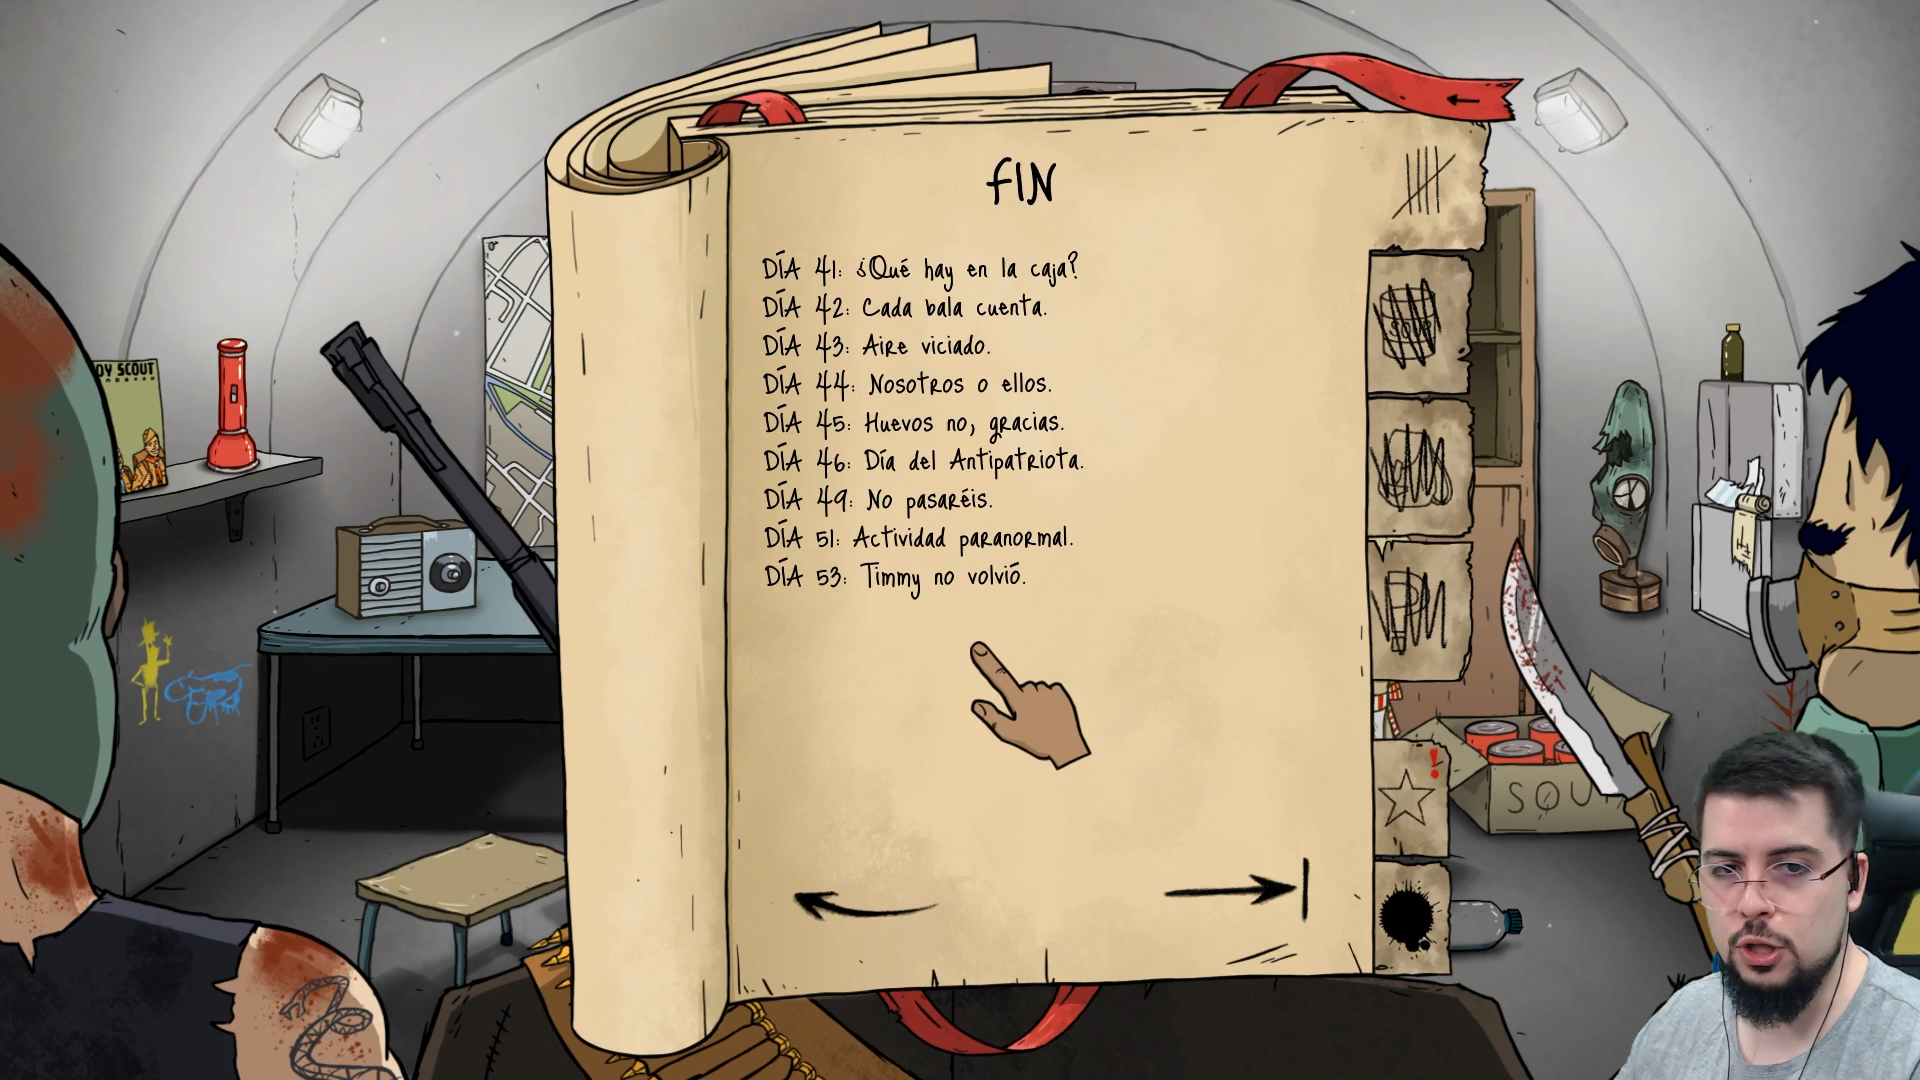 FIN
DÍA 41: ¿Qué hay en la caja?
DÍA 42: Cada bala cuenta.
DÍA 43: Aire viciado.
DÍA 44: Nosotros o ellos.
DÍA 45: Huevos no, gracias.
DÍA 46: Día del Antipatriota.
DÍA 49: No pasaréis.
DÍA 51: Actividad paranormal.
DÍA 53: Timmy no volvió.
OY SCOUT
SOUP
!
SOU